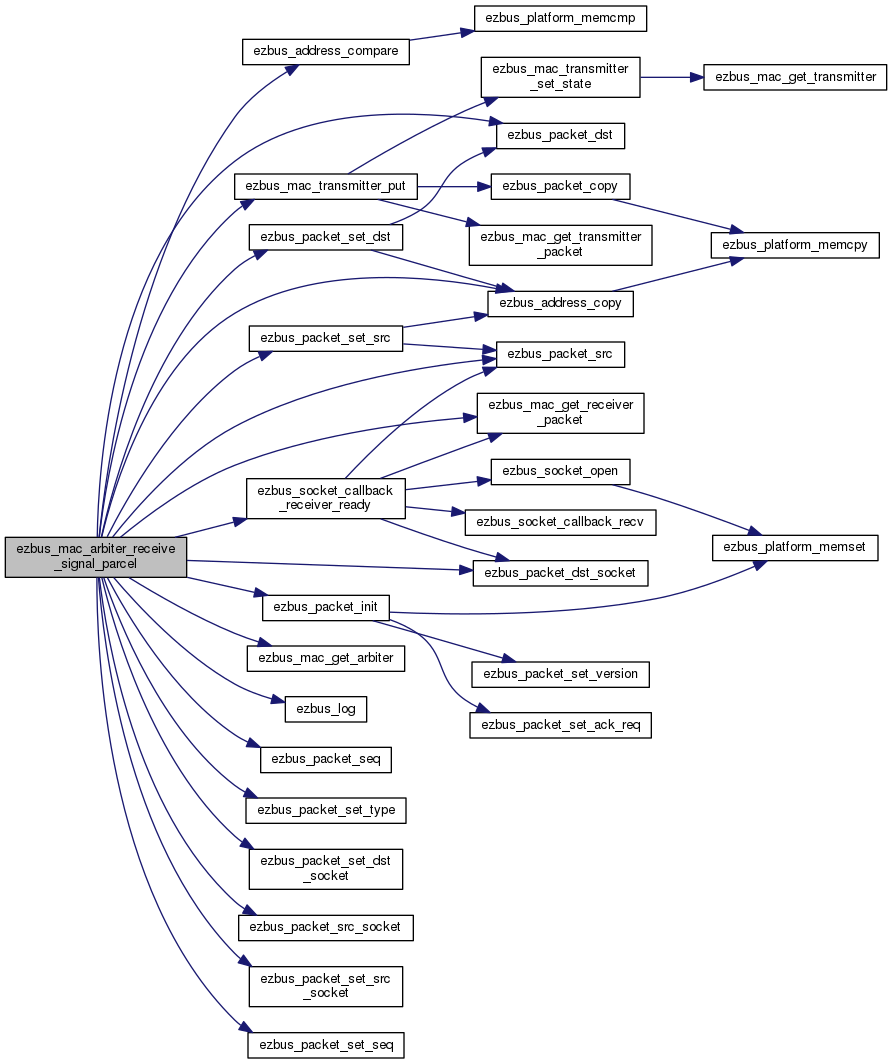 ezbus_platform_memcmp
ezbus_address_compare
ezbus_mac_transmitter
_set_state
ezbus_mac_get_transmitter
ezbus_packet_dst
ezbus_mac_transmitter_put
ezbus_packet_copy
ezbus_packet_set_dst
ezbus_mac_get_transmitter
_packet
ezbus_platform_memcpy
ezbus_address_copy
ezbus_packet_set_src
ezbus_packet_src
ezbus_mac_get_receiver
_packet
ezbus_socket_open
ezbus_socket_callback
_receiver_ready
ezbus_socket_callback_recv
ezbus_platform_memset
ezbus_mac_arbiter_receive
_signal_parcel
ezbus_packet_dst_socket
ezbus_packet_init
ezbus_mac_get_arbiter
ezbus_packet_set_version
ezbus_log
ezbus_packet_set_ack_req
ezbus_packet_seq
ezbus_packet_set_type
ezbus_packet_set_dst
_socket
ezbus_packet_src_socket
ezbus_packet_set_src
_socket
ezbus_packet_set_seq